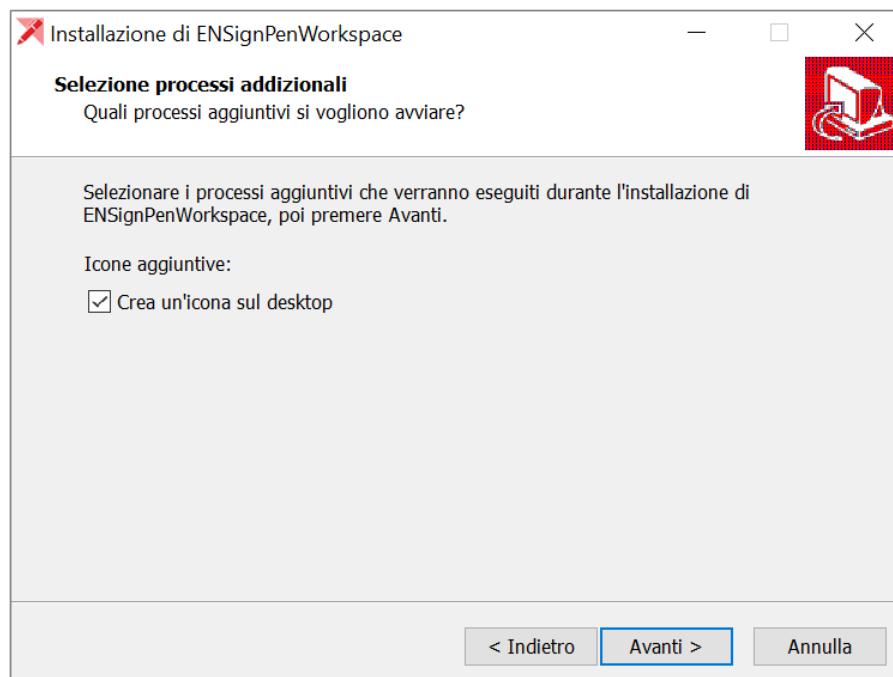 Installazione di ENSignPenWorkspace
Selezione processi addizionali
Quali processi aggiuntivi si vogliono avviare?
Selezionare i processi aggiuntivi che verranno eseguiti durante l'installazione di
ENSignPenWorkspace, poi premere Avanti.
Icone aggiuntive:
Crea un'icona sul desktop
< Indietro
Avanti >
Annulla